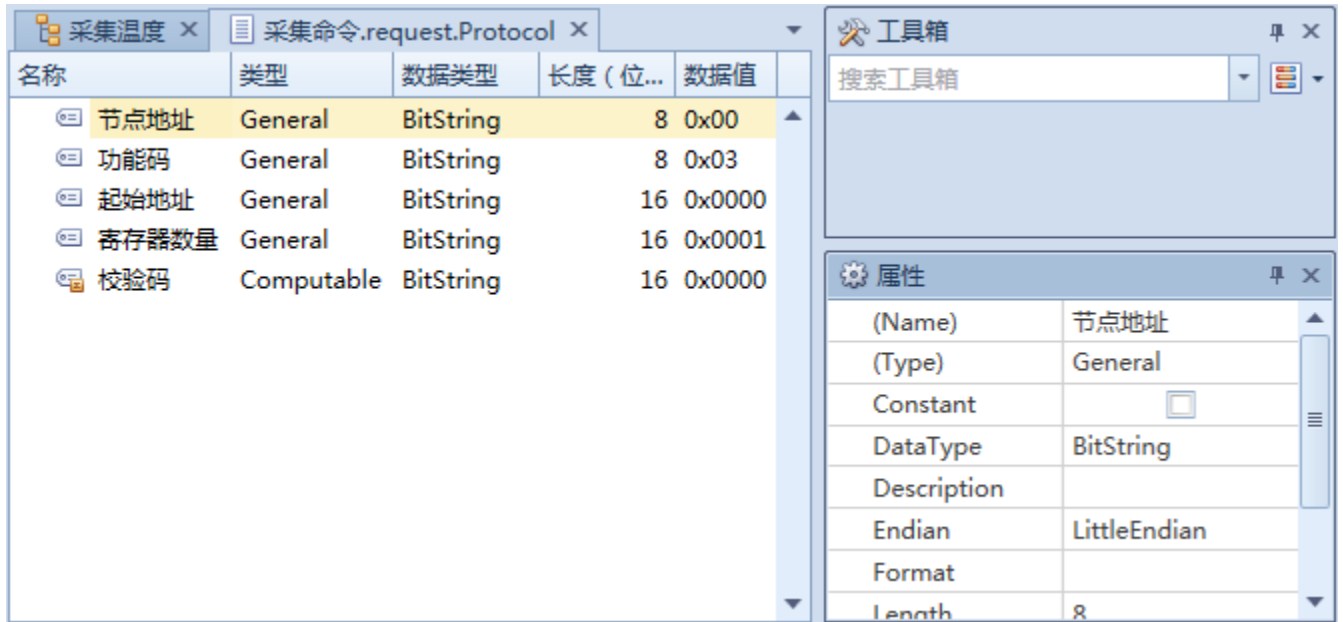 采集温度
采集命令.request.Protocol
名称 类型 数据类型 长度（位... 数据值
节点地址 General BitString 8 0x00
功能码 General BitString 8 0x03
起始地址 General BitString 16 0x0000
寄存器数量 General BitString 16 0x0001
校验码 Computable BitString 16 0x0000
工具箱
搜索工具箱
属性
(Name) 节点地址
(Type) General
Constant
DataType BitString
Description
Endian LittleEndian
Format
Length 8